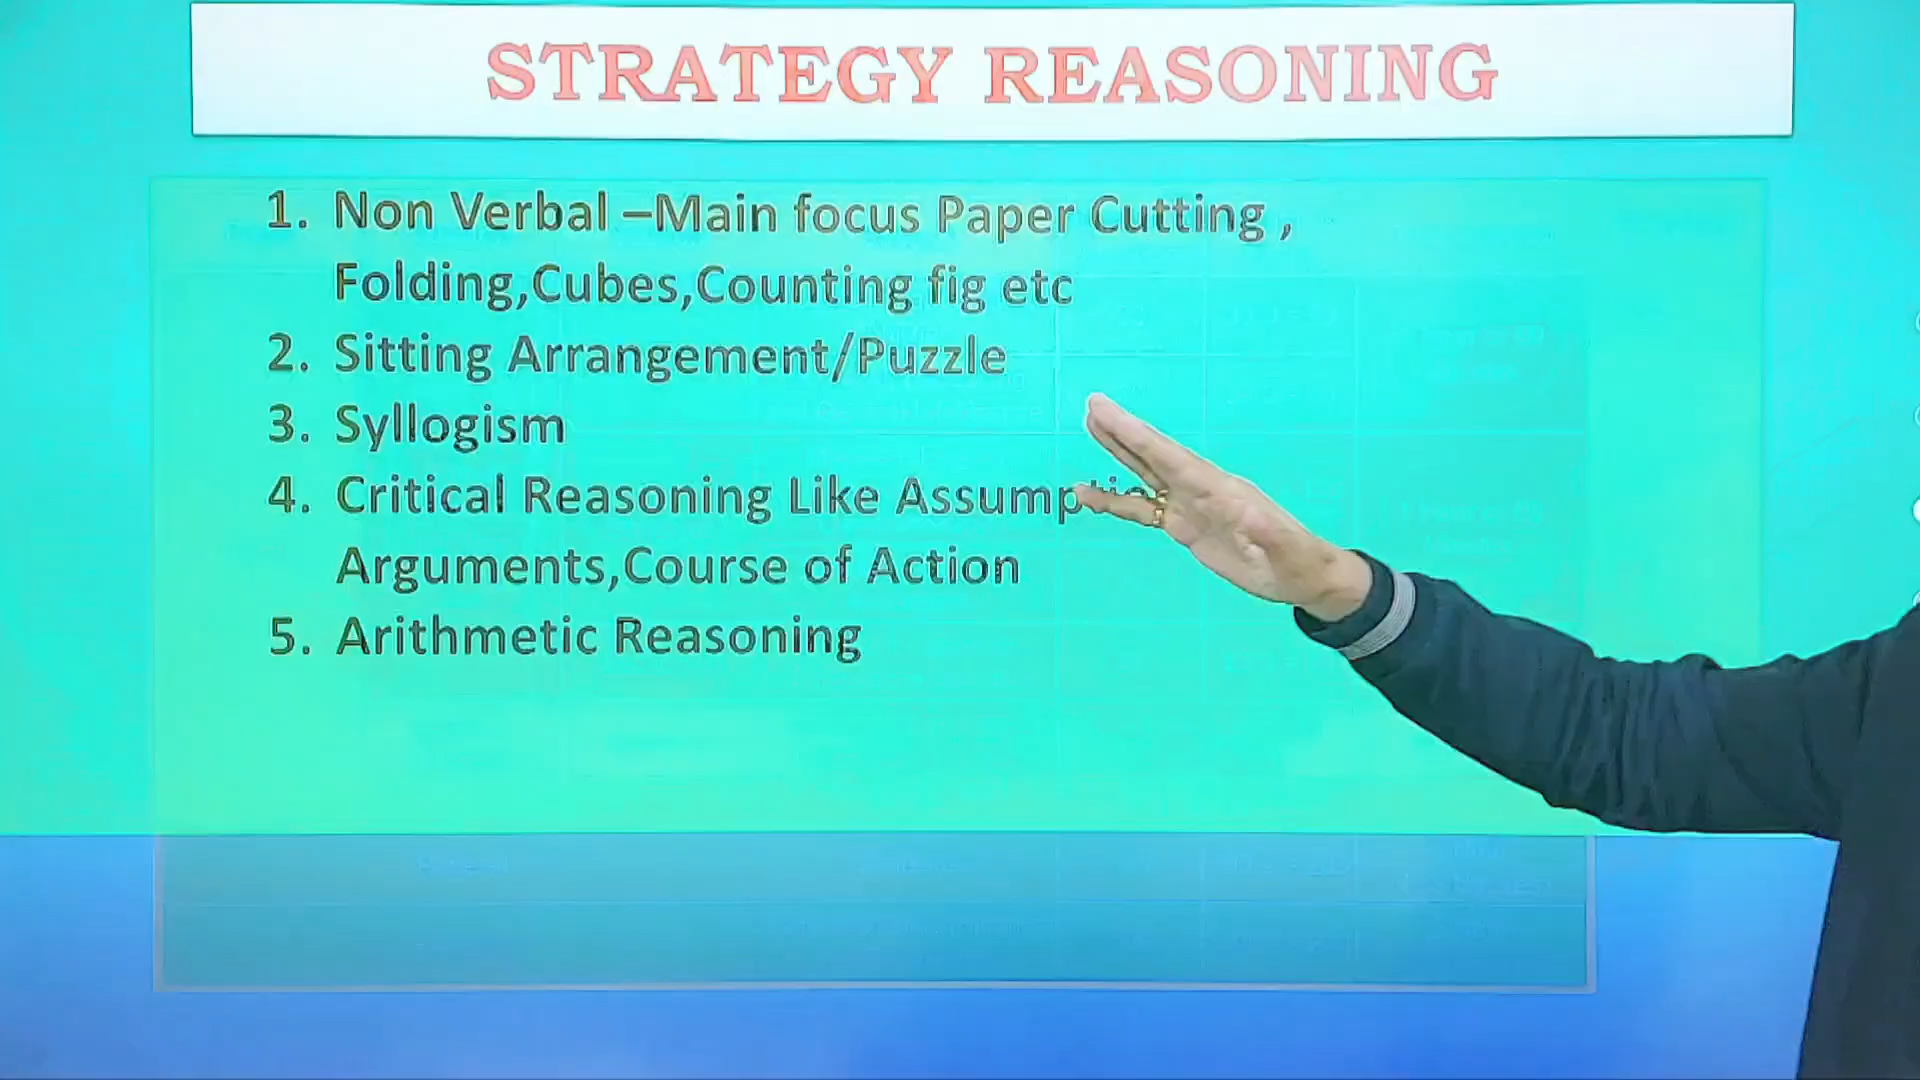 STRATEGY REASONING
1. Non Verbal –Main focus Paper Cutting ,
Folding,Cubes,Counting fig etc
2. Sitting Arrangement/Puzzle
3. Syllogism
4. Critical Reasoning Like
Arguments,Course of Action
5. Arithmetic Reasoning